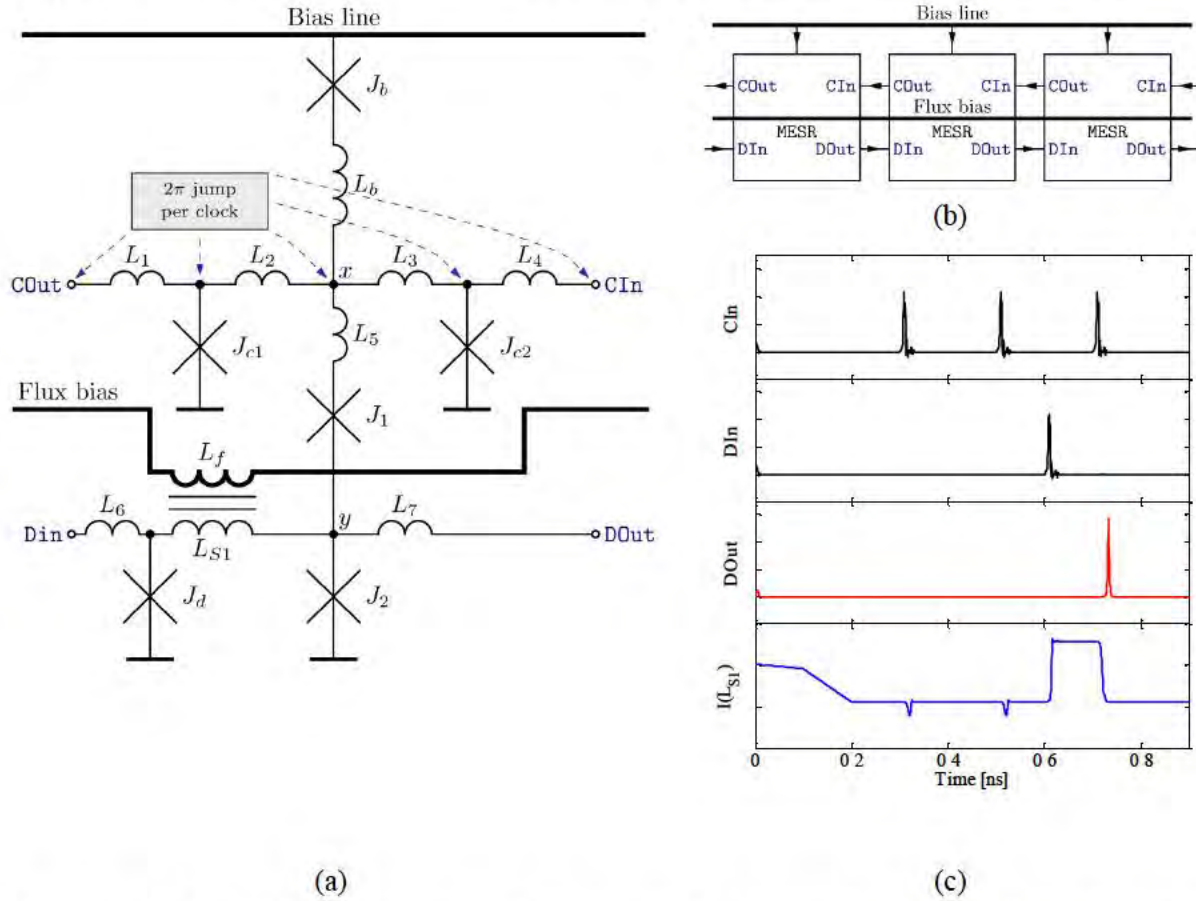 Bias line
J_b
L_b
2π jump
per clock
L_1
L_2
x
L_3
L_4
COut
CIn
J_c1
L_5
J_c2
Flux bias
J_1
L_f
L_6
y
L_7
Din
L_S1
DOut
J_d
J_2
(a)
Bias line
COut CIn COut CIn COut CIn
Flux bias
MESR MESR MESR
DIn DOut DIn DOut DIn DOut
(b)
CIn
DIn
DOut
I(L_S1)
0 0 2 0 4 0 6 0 8
Time [ns]
(c)